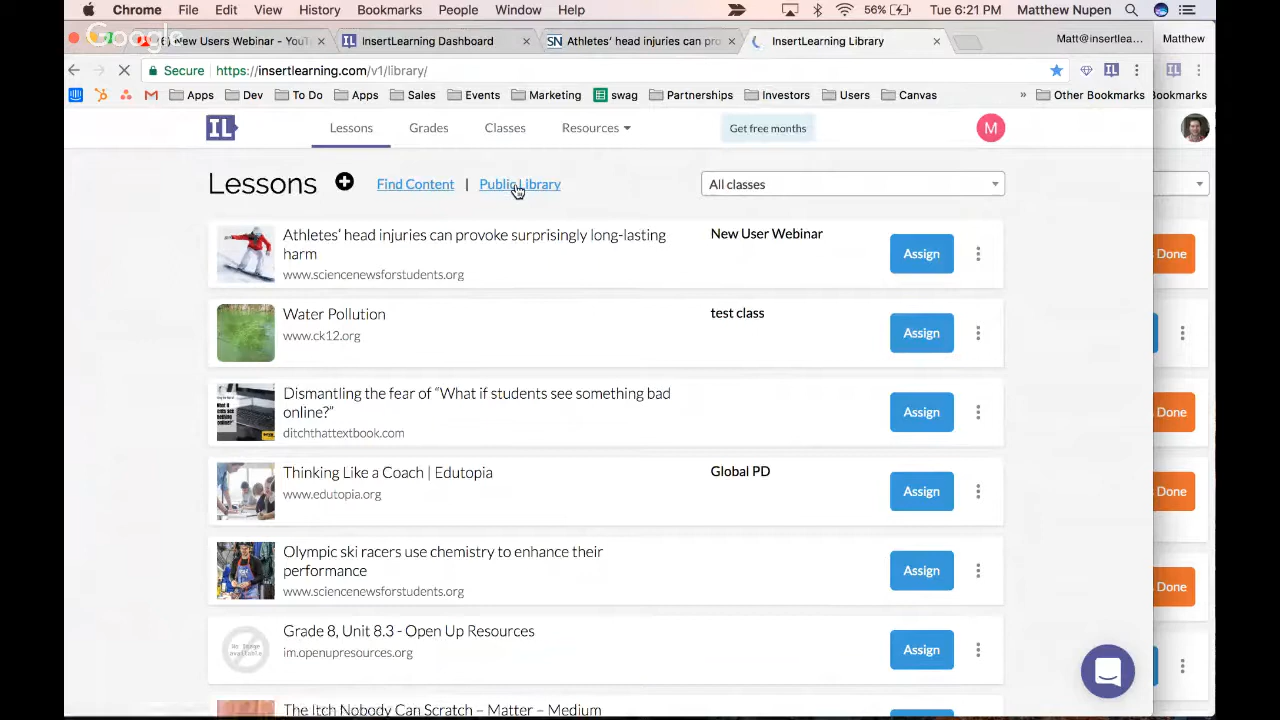 Chrome File Edit View History Bookmarks People Window Help 56% Tue 6:21 PM Matthew Nupen
Google
New Users Webinar - YouT
InsertLearning Dashboard
SN Athletes' head injuries can pro
InsertLearning Library
Matt@insertlea...
Matthew
Secure https://insertlearning.com/v1/library/
IL
IL
Apps Dev To Do Apps Sales Events Marketing swag Partnerships Investors Users Canvas » Other Bookmarks
Bookmarks
IL Lessons Grades Classes Resources Get free months M
Lessons Find Content | Public Library All classes
Athletes' head injuries can provoke surprisingly long-lasting
harm
www.sciencenewsforstudents.org
New User Webinar
Assign
Done
Water Pollution
www.ck12.org
test class
Assign
Dismantling the fear of “What if students see something bad
online?”
ditchthattextbook.com
Assign
Done
Thinking Like a Coach | Edutopia
www.edutopia.org
Global PD
Assign
Done
Olympic ski racers use chemistry to enhance their
performance
www.sciencenewsforstudents.o
Assign
Done
No Image
available
Grade 8, Unit 8.3 - Open Up Resources
im.openupresources.org
Assign
The Itch Nobody Can Scratch – Matter – Medium